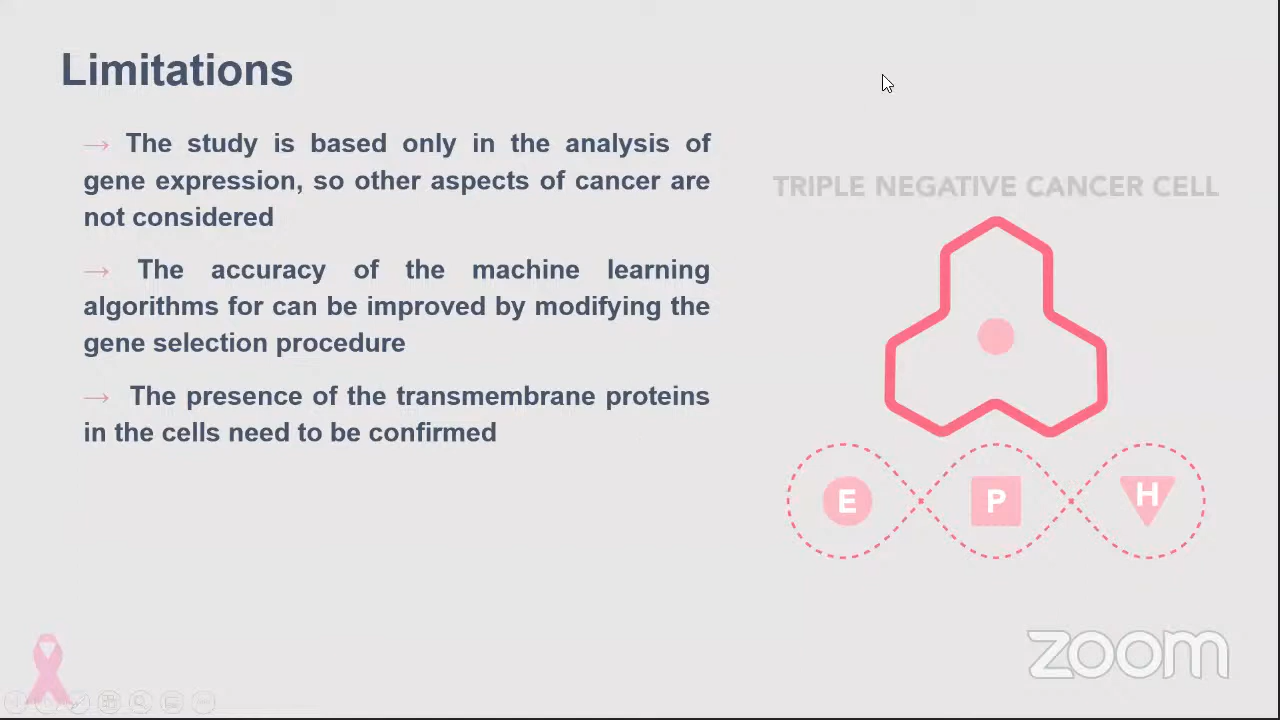 Limitations
→ The study is based only in the analysis of
gene expression, so other aspects of cancer are
not considered
→ The accuracy of the machine learning
algorithms for can be improved by modifying the
gene selection procedure
→ The presence of the transmembrane proteins
in the cells need to be confirmed
TRIPLE NEGATIVE CANCER CELL
E P H
zoom